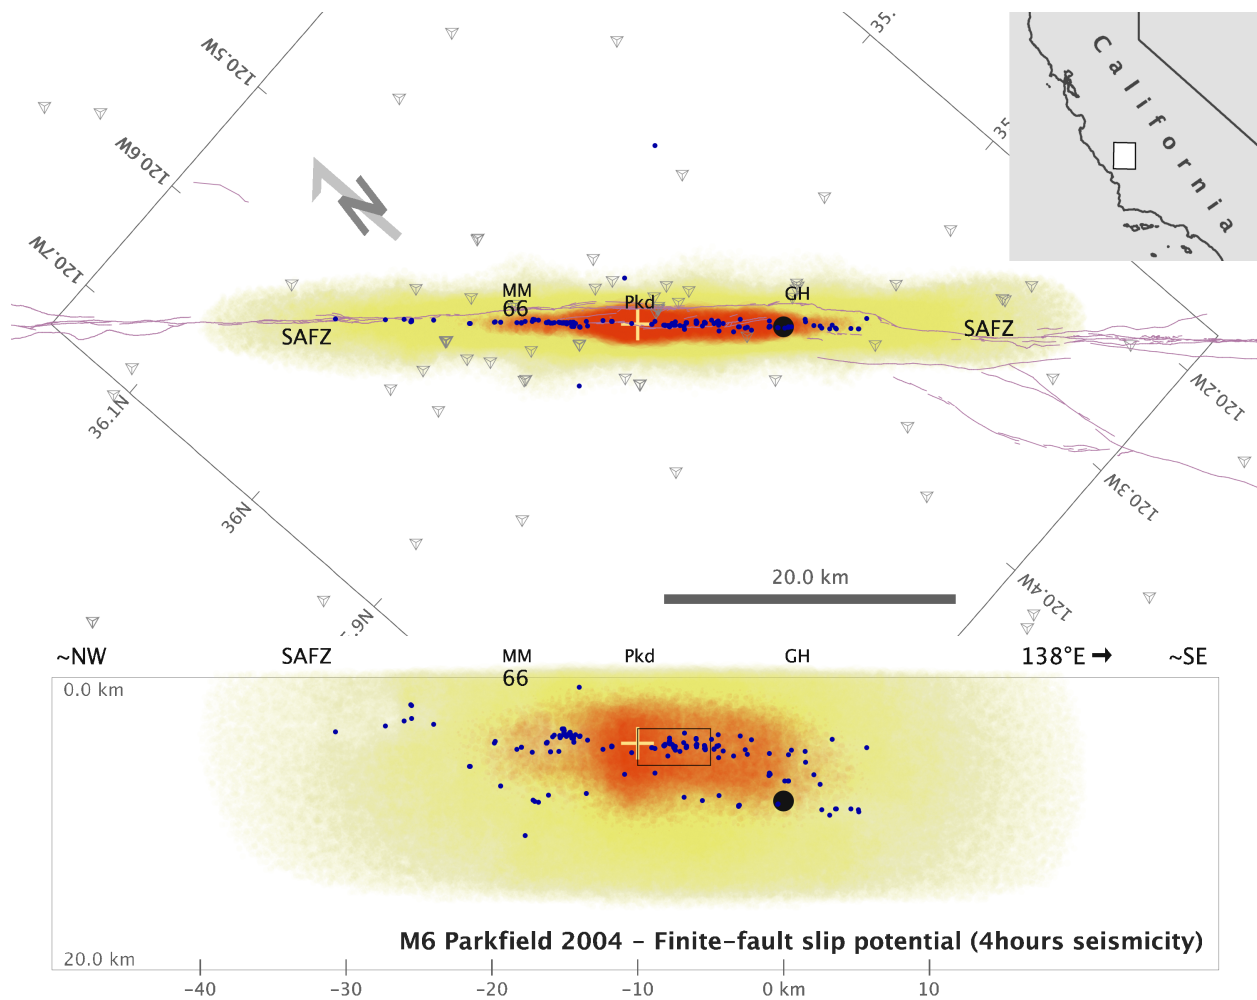 120.5W
35.
120.6W
35
California
N
120.7W
MM
66
Pkd
GH
SAFZ
SAFZ
120.2W
36.1N
120.3W
36N
20.0 km
120.4W
.9N
~NW
SAFZ
MM
66
Pkd
GH
138°E →
~SE
0.0 km
M6 Parkfield 2004 – Finite-fault slip potential (4hours seismicity)
20.0 km
−40
−30
−20
−10
0 km
10